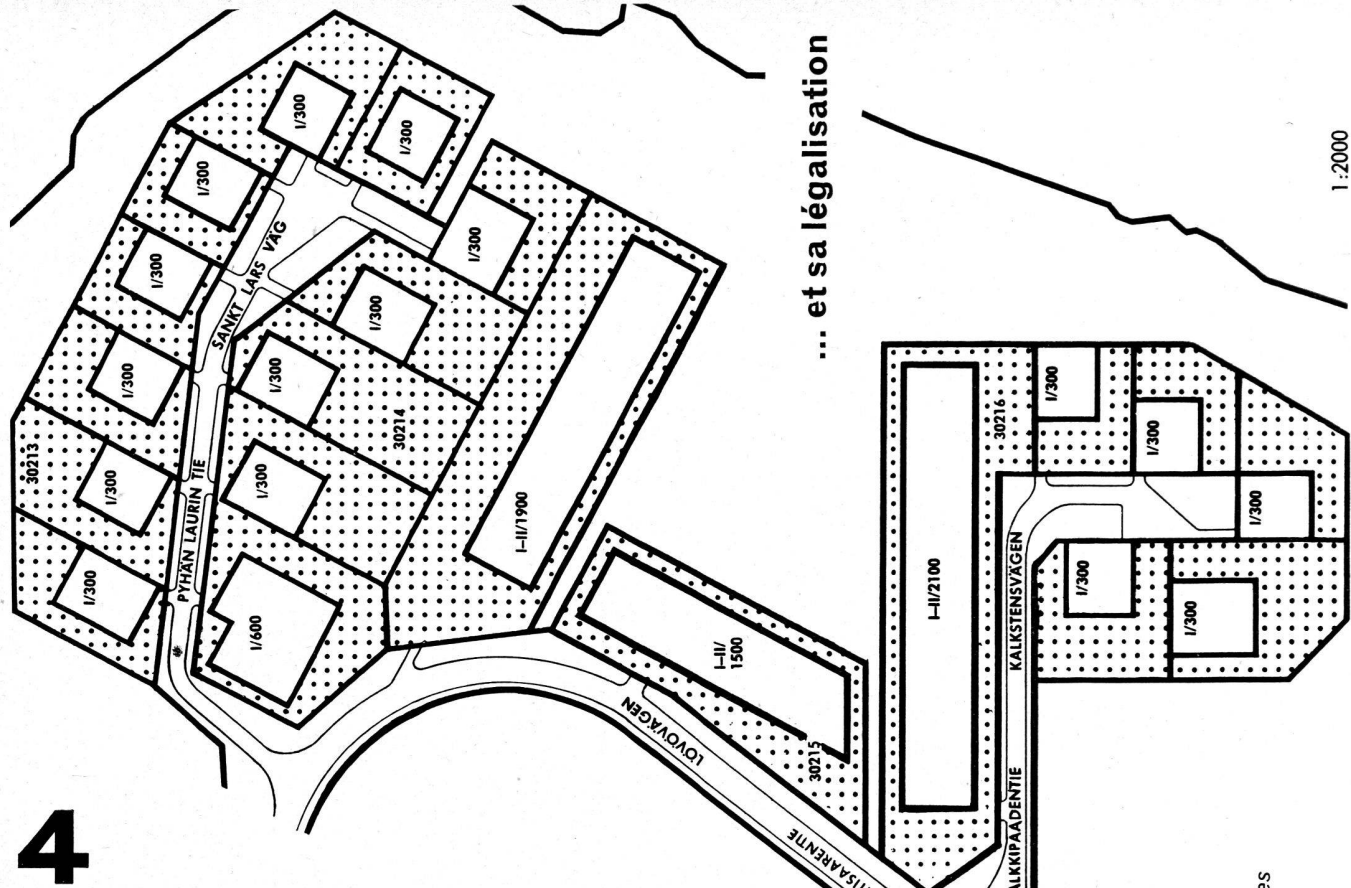 4
... et sa légalisation
1:2000
30213
I/300
I/300
I/300
I/300
I/300
I/300
I/300
PYHÄN LAURIN TIE
SANKT LARS VÄG
I/600
I/300
I/300
I/300
I/300
30214
I–II/1900
I–II/
1500
30215
LOVOVÄGEN
I–II/2100
30216
KALKSTENSVÄGEN
I/300
I/300
I/300
I/300
I/300